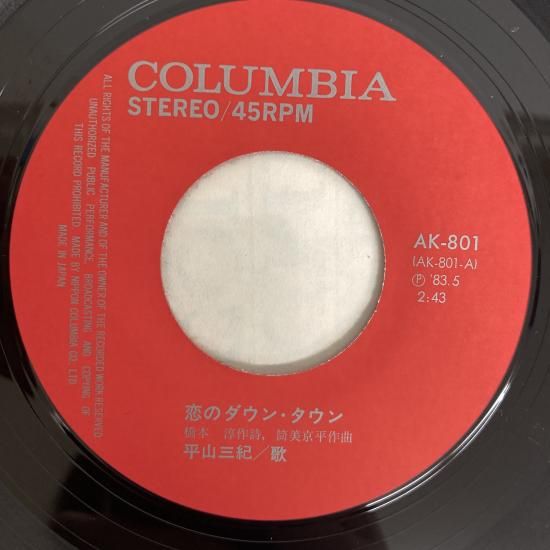 COLUMBIA
STEREO/45RPM
ALL RIGHTS OF THE MANUFACTURER AND OF THE OWNER OF THE RECORDED WORK RESERVED
UNAUTHORIZED PUBLIC PERFORMANCE, BROADCASTING AND COPYING OF
THIS RECORD PROHIBITED. MADE BY NIPPON COLUMBIA CO., LTD.
MADE IN JAPAN
AK-801
(AK-801-A)
Ⓟ '83.5
2:43
恋のダウン・タウン
橋本 淳作詩, 筒美京平作曲
平山三紀/歌